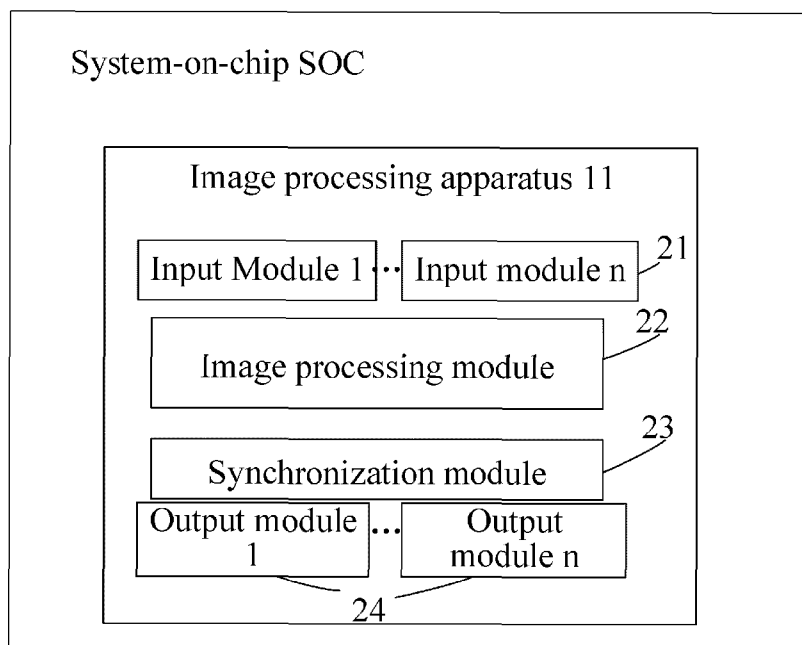 System-on-chip SOC
Image processing apparatus 11
Input Module 1 ... Input module n
21
22
Image processing module
23
Synchronization module
Output module
1
...
Output
module n
24